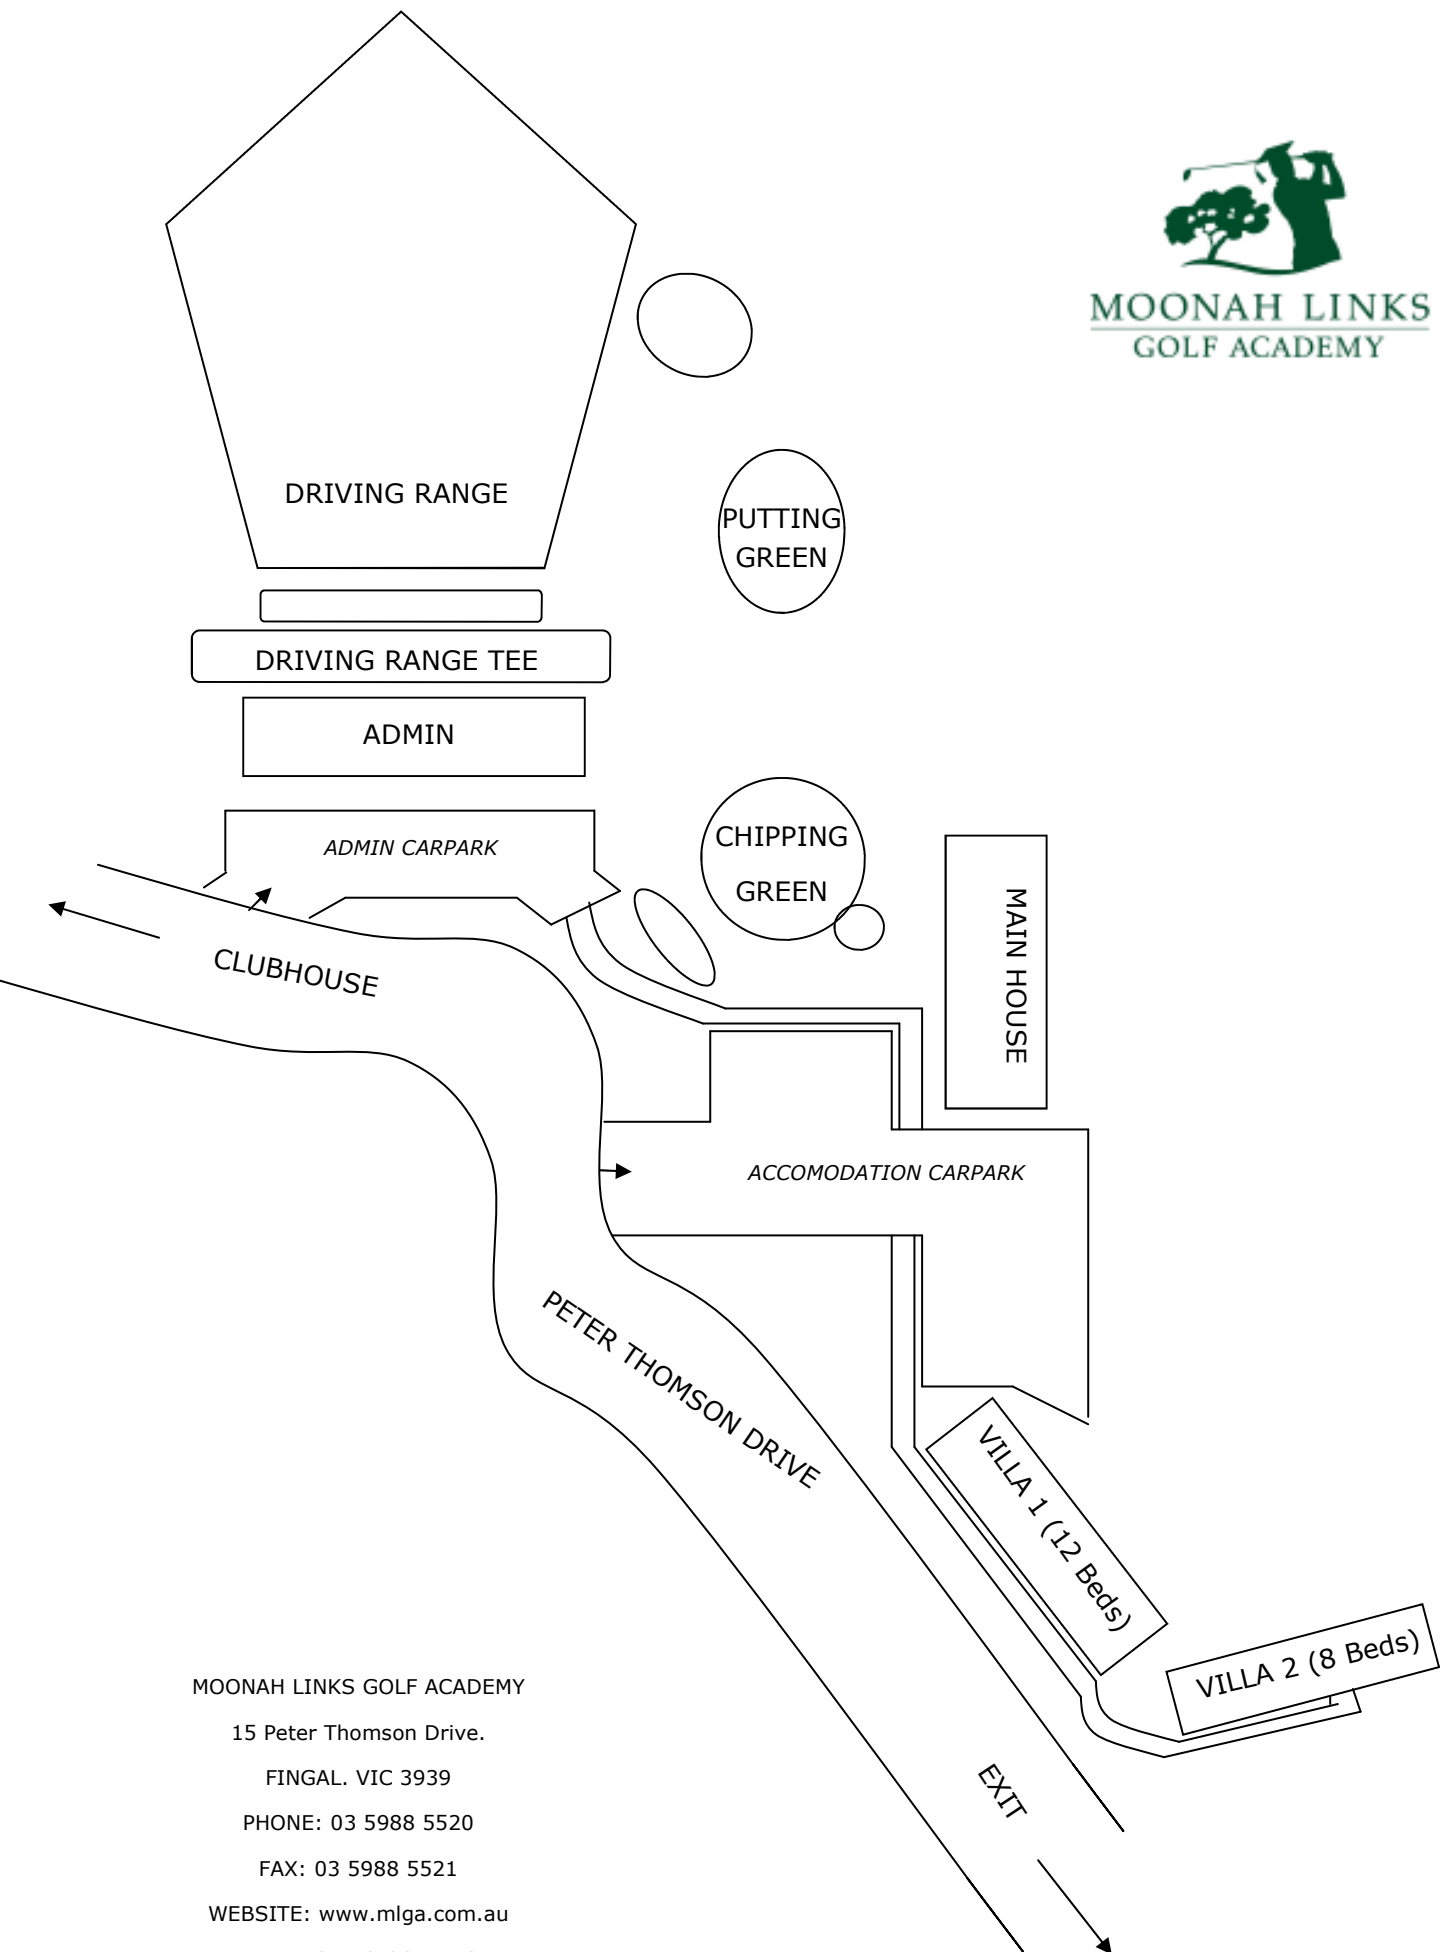 MOONAH LINKS
GOLF ACADEMY
DRIVING RANGE
PUTTING
GREEN
DRIVING RANGE TEE
ADMIN
ADMIN CARPARK
CHIPPING
GREEN
MAIN HOUSE
CLUBHOUSE
ACCOMODATION CARPARK
PETER THOMSON DRIVE
VILLA 1 (12 Beds)
VILLA 2 (8 Beds)
EXIT
MOONAH LINKS GOLF ACADEMY
15 Peter Thomson Drive.
FINGAL. VIC 3939
PHONE: 03 5988 5520
FAX: 03 5988 5521
WEBSITE: www.mlga.com.au